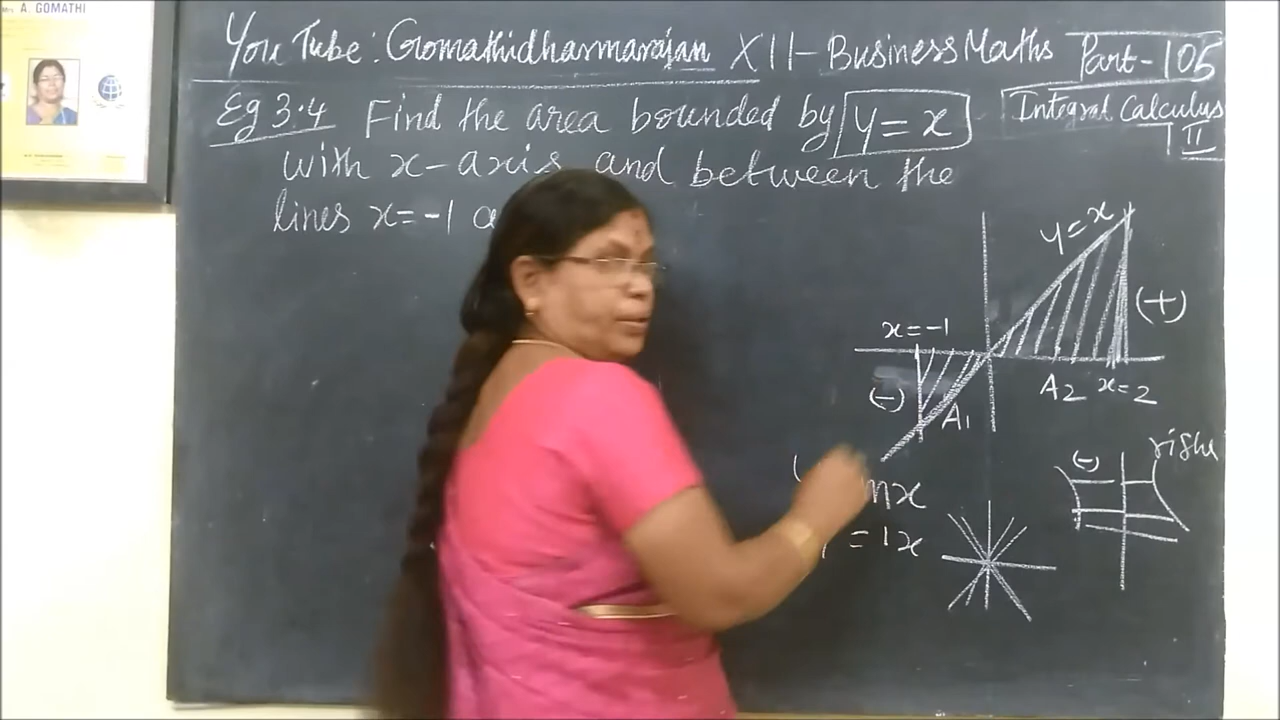 Mrs. A. GOMATHI
You Tube: Gomathidharmarajan XII-Business Maths Part-105
Eg 3.4 Find the area bounded by y=x
Integral Calculus
II
with x-axis and between the
lines x=-1
y=x
x=-1
(+)
(-)
A1
A2 x=2
(-)
mx
= 1x